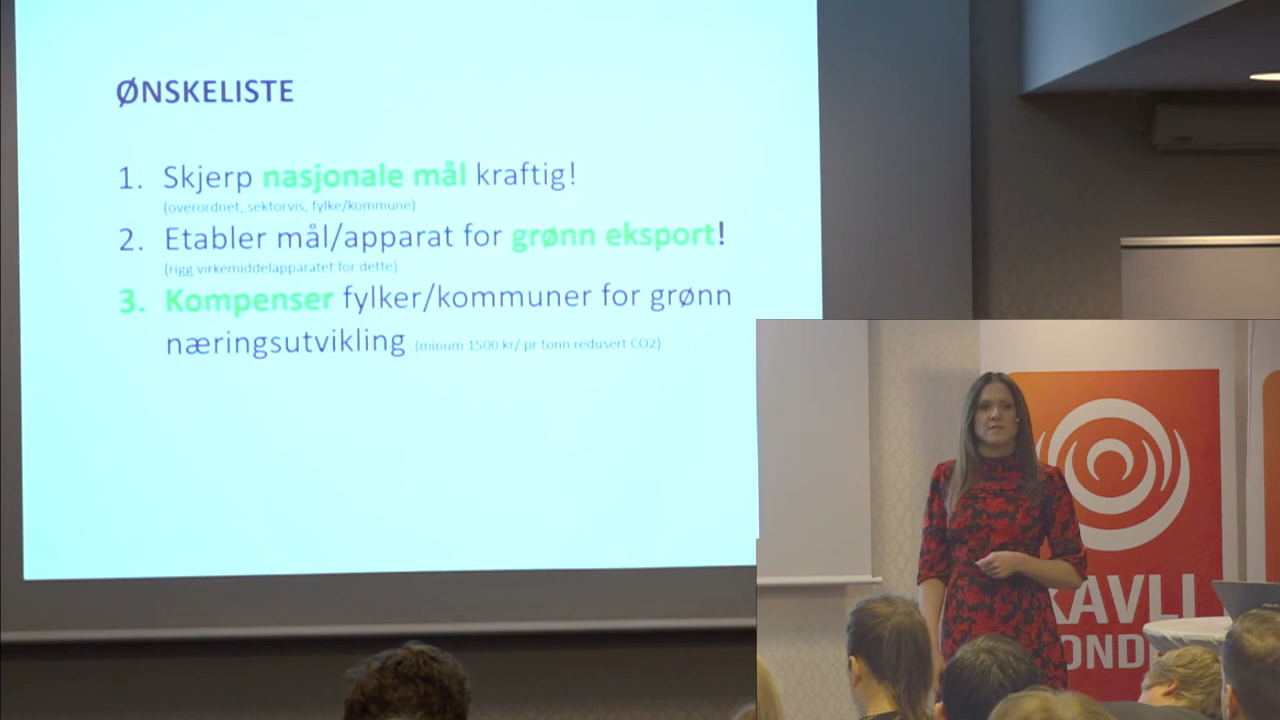 ØNSKELISTE
1. Skjerp nasjonale mål kraftig!
(overordnet, sektorvis, fylke/kommune)
2. Etabler mål/apparat for grønn eksport!
(rigg virkemiddelapparatet for dette)
3. Kompenser fylker/kommuner for grønn
næringsutvikling (minum 1500 kr/ pr tonn redusert CO2)
KAVLI